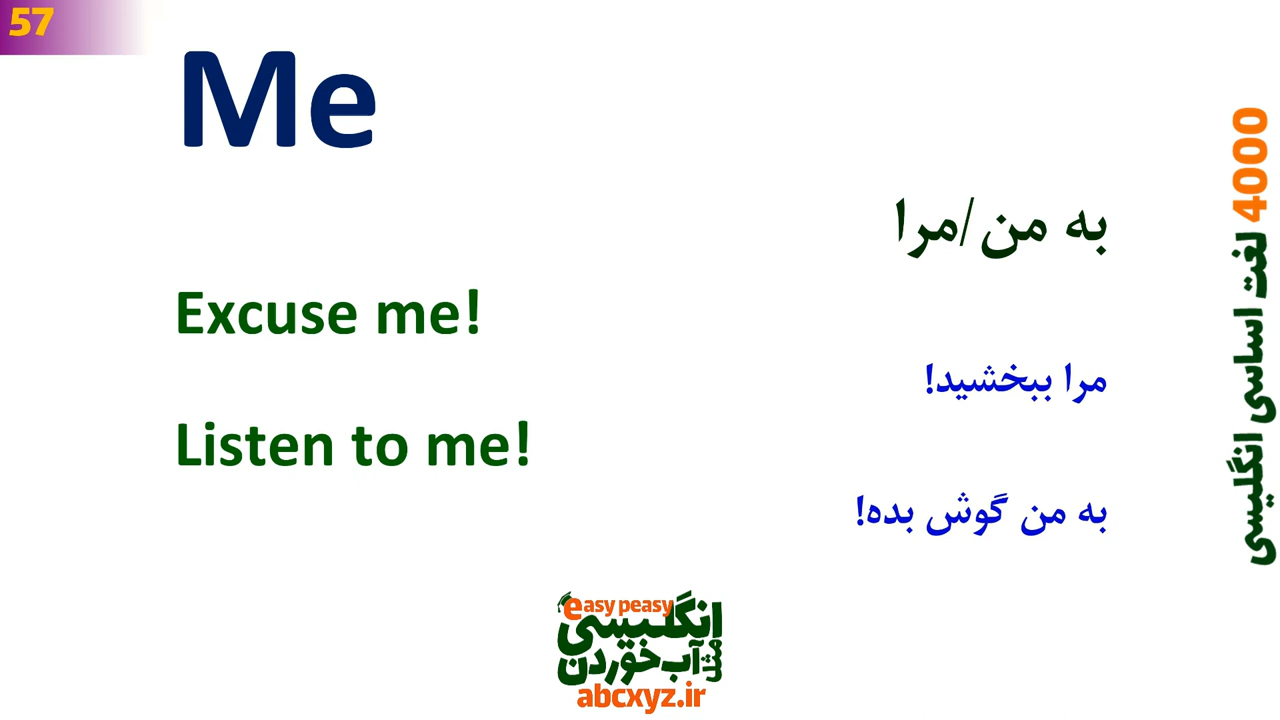 57
Me
به من/مرا
Excuse me!
مرا ببخشید!
Listen to me!
به من گوش بده!
4000 لغت اساسی انگلیسی
easy peasy
انگلیسی
مثل آب خوردن
abcxyz.ir